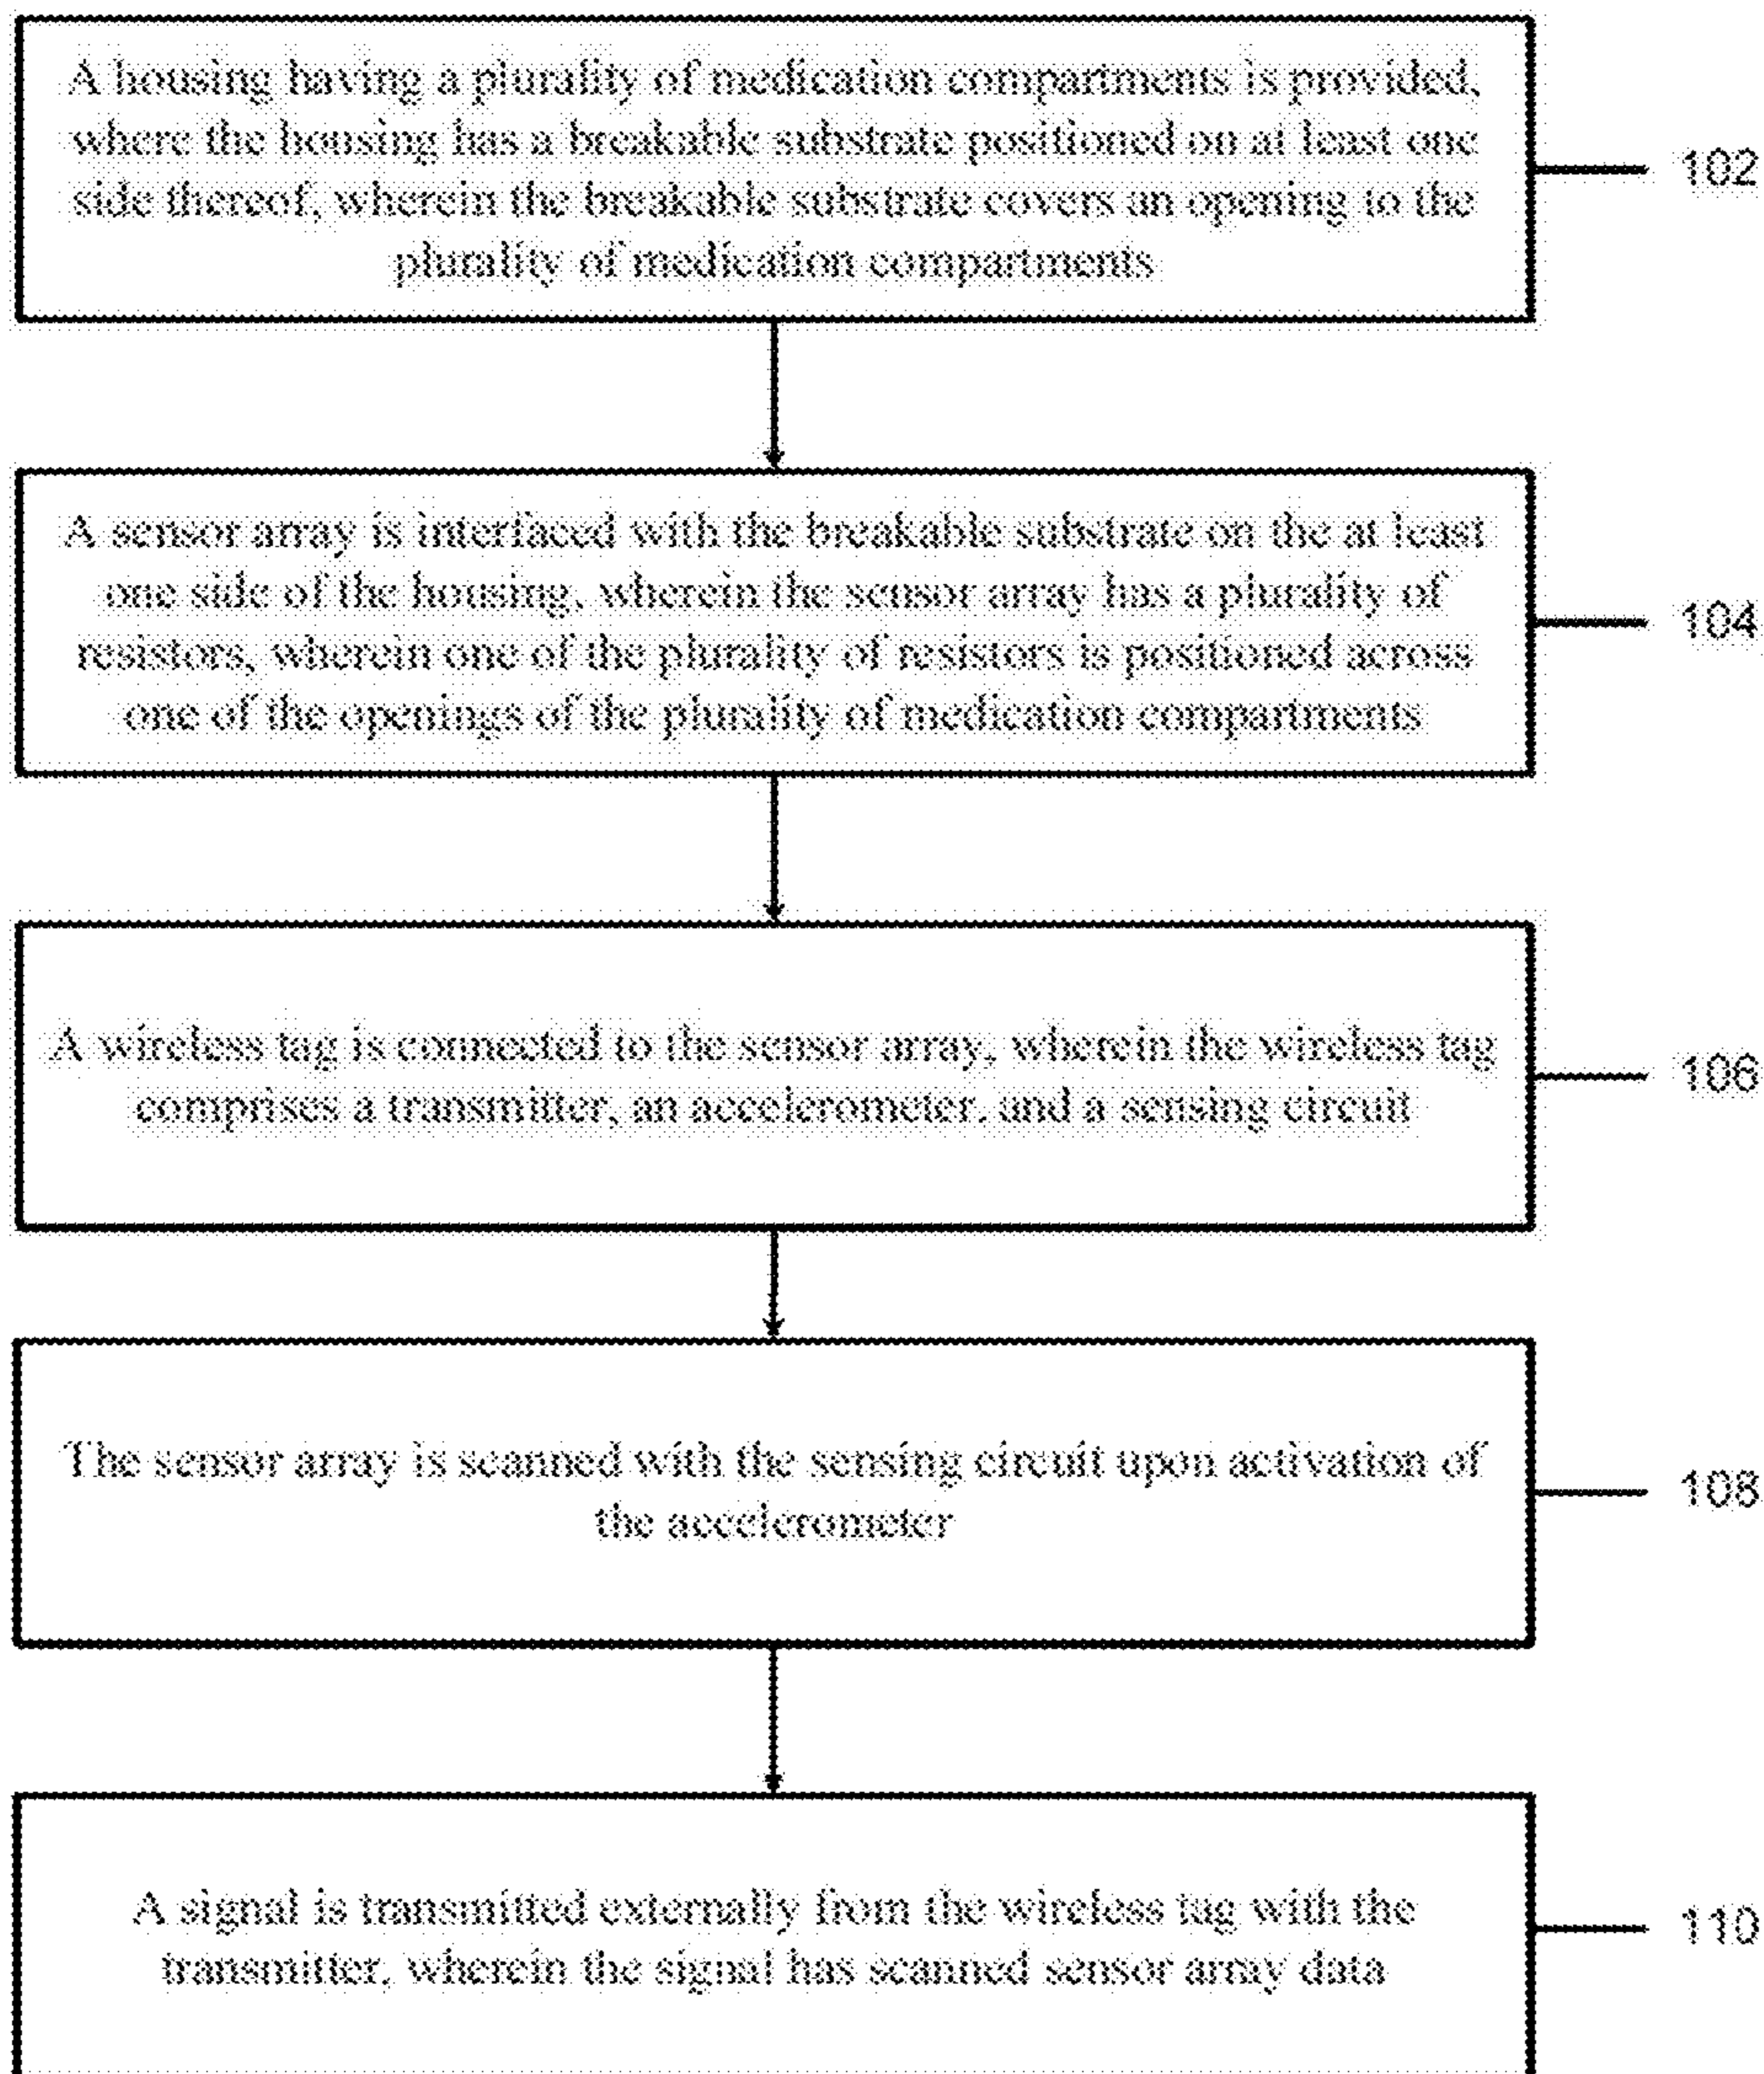 A housing having a plurality of medication compartments is provided,
where the housing has a breakable substrate positioned on at least one
side thereof, wherein the breakable substrate covers an opening to the
plurality of medication compartments
102
A sensor array is interfaced with the breakable substrate on the at least
one side of the housing, wherein the sensor array has a plurality of
resistors, wherein one of the plurality of resistors is positioned across
one of the openings of the plurality of medication compartments
104
A wireless tag is connected to the sensor array, wherein the wireless tag
comprises a transmitter, an accelerometer, and a sensing circuit
106
The sensor array is scanned with the sensing circuit upon activation of
the accelerometer
108
A signal is transmitted externally from the wireless tag with the
transmitter, wherein the signal has scanned sensor array data
110